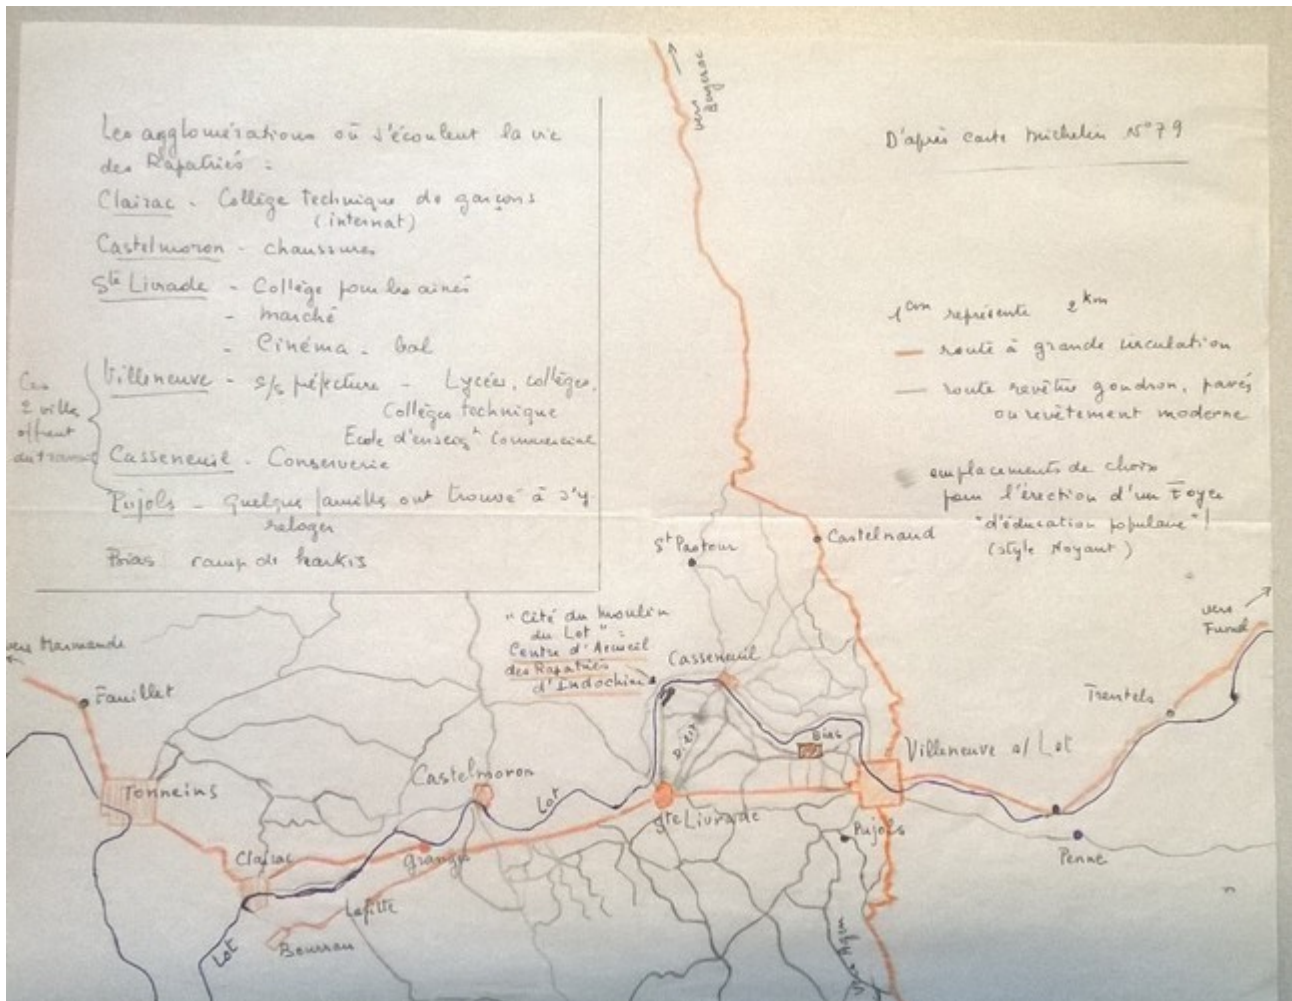 Les agglomérations où s'écoulent la vie
des Rapatriés :
Clairac - Collège Technique de garçons
(internat)
Castelmoron - chaussures
Ste Livrade - Collège pour les ainés
- marché
- Cinéma - bal
Villeneuve - s/s péfecture - Lycées, collèges,
Collèges technique
Ecole d'enseigt Commercial
Casseneuil - Conserverie
Pujols - Quelques familles ont trouvé à s'y
reloger
Bias camp de harkis
Ces
2 villes
offrent
du travail
vers
Bergerac
D'après carte Michelin N°79
1cm représente 2km
route à grande circulation
route revêtue goudron, pavés
ou revêtement moderne
emplacements de choix
pour l'érection d'un Foyer
"d'éducation populaire"!
(style Noyant)
St Pastour
Castelnaud
"Cité du Moulin
du Lot" :
Centre d'Accueil
des Rapatriés
d'Indochine
Casseneuil
vers
Fumel
vers Marmande
Fauillet
Trentels
D.217
Bias
Villeneuve s/ Lot
Tonneins
Castelmoron
Lot
Ste Livrade
Pujols
Penne
Clairac
Granges
Lafitte
Bourran
Lot
vers Agen